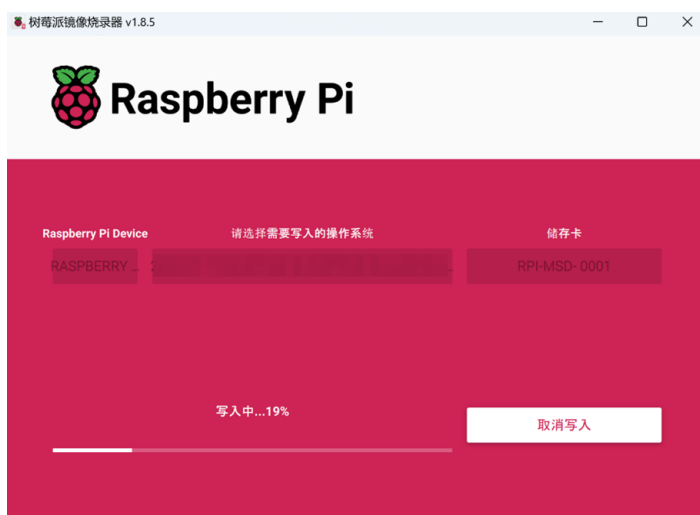 树莓派镜像烧录器 v1.8.5
Raspberry Pi
Raspberry Pi Device
请选择需要写入的操作系统
储存卡
RASPBERRY ...
RPI-MSD- 0001
写入中...19%
取消写入